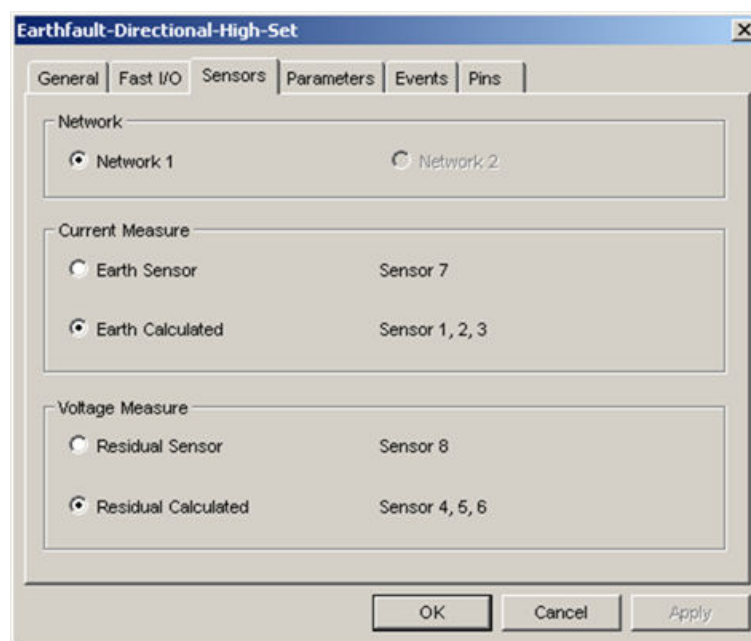 Earthfault-Directional-High-Set
General Fast I/O Sensors Parameters Events Pins
Network
Network 1 Network 2
Current Measure
Earth Sensor Sensor 7
Earth Calculated Sensor 1, 2, 3
Voltage Measure
Residual Sensor Sensor 8
Residual Calculated Sensor 4, 5, 6
OK Cancel Apply